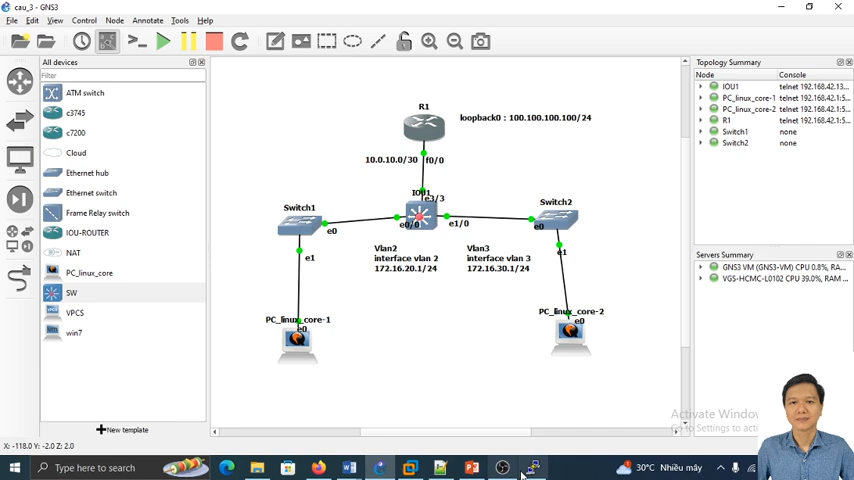 cau_3 - GNS3
File Edit View Control Node Annotate Tools Help
All devices
Filter
ATM switch
c3745
c7200
Cloud
Ethernet hub
Ethernet switch
Frame Relay switch
IOU-ROUTER
NAT
PC_linux_core
SW
VPCS
win7
New template
X: -118.0 Y: -2.0 Z: 2.0
R1
loopback0 : 100.100.100.100/24
10.0.10.0/30
f0/0
IOU1
e3/3
e0/0
e1/0
Switch1
e0
e1
Switch2
e0
e1
Vlan2
interface vlan 2
172.16.20.1/24
Vlan3
interface vlan 3
172.16.30.1/24
PC_linux_core-1
e0
PC_linux_core-2
e0
Topology Summary
Node Console
IOU1 telnet 192.168.42.13...
PC_linux_core-1 telnet 192.168.42.1:5...
PC_linux_core-2 telnet 192.168.42.1:5...
R1 telnet 192.168.42.1:5...
Switch1 none
Switch2 none
Servers Summary
GNS3 VM (GNS3-VM) CPU 0.8%, RAM
VGS-HCMC-L0102 CPU 39.0%, RAM ...
Activate Window
Go to Settings to acti
Type here to search
30°C Nhiều mây